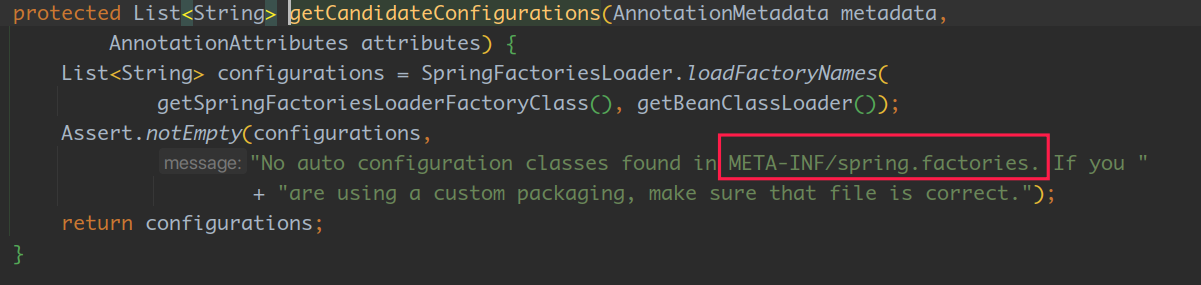 protected List<String> getCandidateConfigurations(AnnotationMetadata metadata,
        AnnotationAttributes attributes) {
    List<String> configurations = SpringFactoriesLoader.loadFactoryNames(
            getSpringFactoriesLoaderFactoryClass(), getBeanClassLoader());
    Assert.notEmpty(configurations,
            message: "No auto configuration classes found in META-INF/spring.factories. If you "
                    + "are using a custom packaging, make sure that file is correct.");
    return configurations;
}